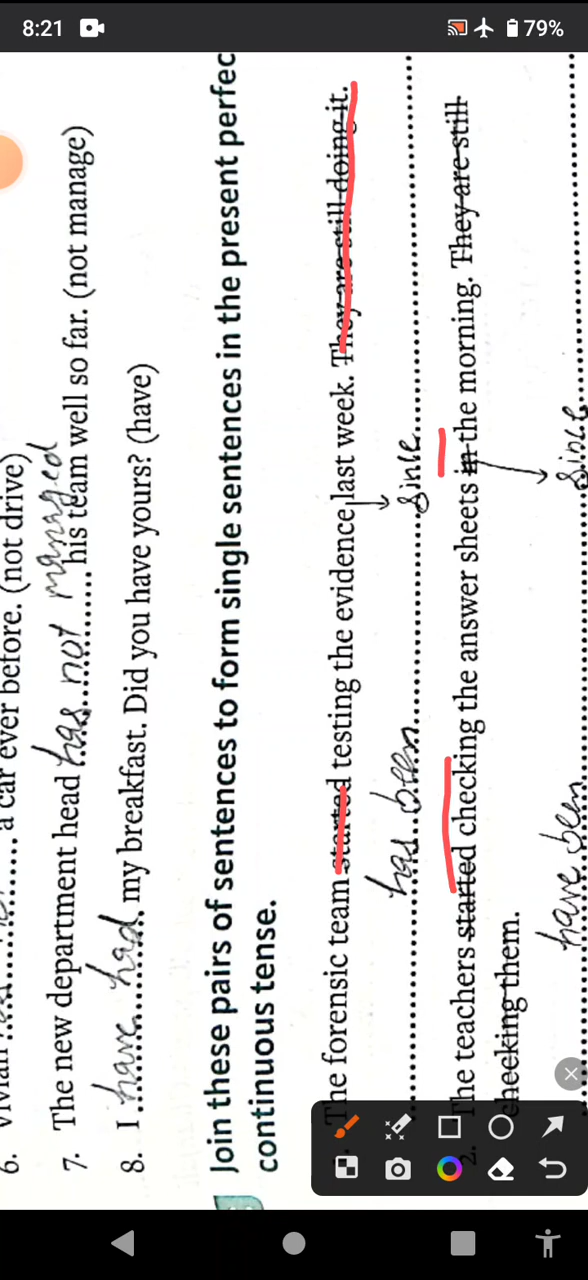 8:21
79%
6. Vivian a car ever before. (not drive)
7. The new department head has not managed his team well so far. (not manage)
8. I have had my breakfast. Did you have yours? (have)
Join these pairs of sentences to form single sentences in the present perfec
continuous tense.
The forensic team started testing the evidence last week. They are still doing it.
has been since
2. The teachers started checking the answer sheets in the morning. They are still
checking them.
have been since